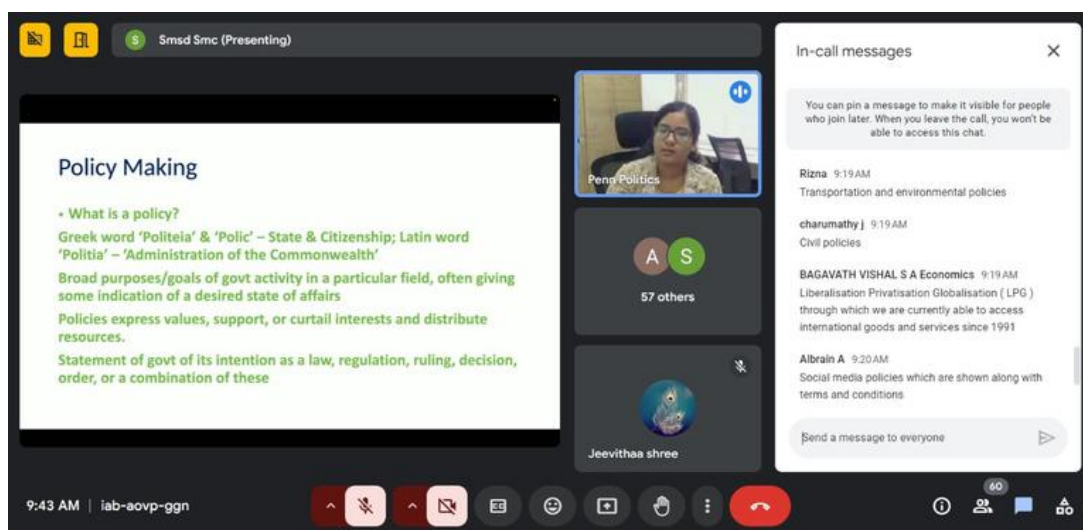 S Smsd Smc (Presenting)
Policy Making
• What is a policy?
Greek word ‘Politeia’ & ‘Polic’ – State & Citizenship; Latin word
‘Politia’ – ‘Administration of the Commonwealth’
Broad purposes/goals of govt activity in a particular field, often giving
some indication of a desired state of affairs
Policies express values, support, or curtail interests and distribute
resources.
Statement of govt of its intention as a law, regulation, ruling, decision,
order, or a combination of these
Penn Politics
A S
57 others
Jeevithaa shree
In-call messages
You can pin a message to make it visible for people
who join later. When you leave the call, you won't be
able to access this chat.
Rizna 9:19 AM
Transportation and environmental policies
charumathy j 9:19 AM
Civil policies
BAGAVATH VISHAL S A Economics 9:19 AM
Liberalisation Privatisation Globalisation ( LPG )
through which we are currently able to access
international goods and services since 1991
Albrain A 9:20 AM
Social media policies which are shown along with
terms and conditions
Send a message to everyone
9:43 AM | iab-aovp-ggn
CC
60